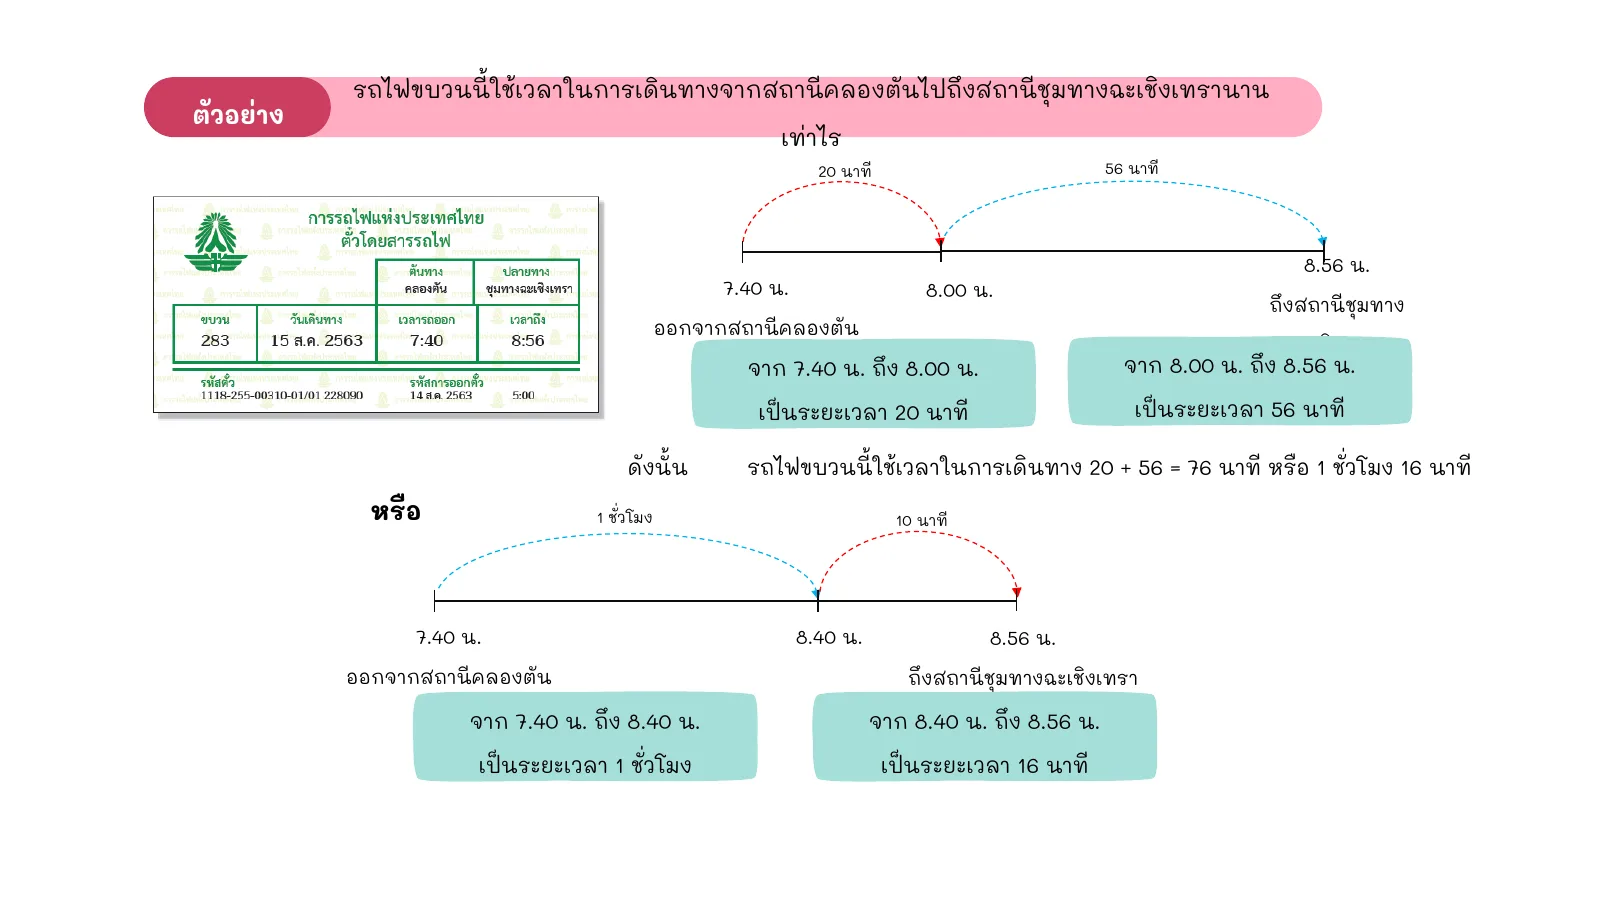 ตัวอย่าง
รถไฟขบวนนี้ใช้เวลาในการเดินทางจากสถานีคลองตันไปถึงสถานีชุมทางฉะเชิงเทรานาน
เท่าไร
การรถไฟแห่งประเทศไทย
ตั๋วโดยสารรถไฟ
ต้นทาง ปลายทาง
คลองตัน ชุมทางฉะเชิงเทรา
ขบวน วันเดินทาง เวลารถออก เวลาถึง
283 15 ส.ค. 2563 7:40 8:56
รหัสตั๋ว รหัสการออกตั๋ว
1118-255-00310-01/01 228090 14 ส.ค. 2563 5:00
20 นาที 56 นาที
7.40 น. 8.00 น. 8.56 น.
ออกจากสถานีคลองตัน ถึงสถานีชุมทาง
จาก 7.40 น. ถึง 8.00 น.
เป็นระยะเวลา 20 นาที
จาก 8.00 น. ถึง 8.56 น.
เป็นระยะเวลา 56 นาที
ดังนั้น รถไฟขบวนนี้ใช้เวลาในการเดินทาง 20 + 56 = 76 นาที หรือ 1 ชั่วโมง 16 นาที
หรือ
1 ชั่วโมง 10 นาที
7.40 น. 8.40 น. 8.56 น.
ออกจากสถานีคลองตัน ถึงสถานีชุมทางฉะเชิงเทรา
จาก 7.40 น. ถึง 8.40 น.
เป็นระยะเวลา 1 ชั่วโมง
จาก 8.40 น. ถึง 8.56 น.
เป็นระยะเวลา 16 นาที